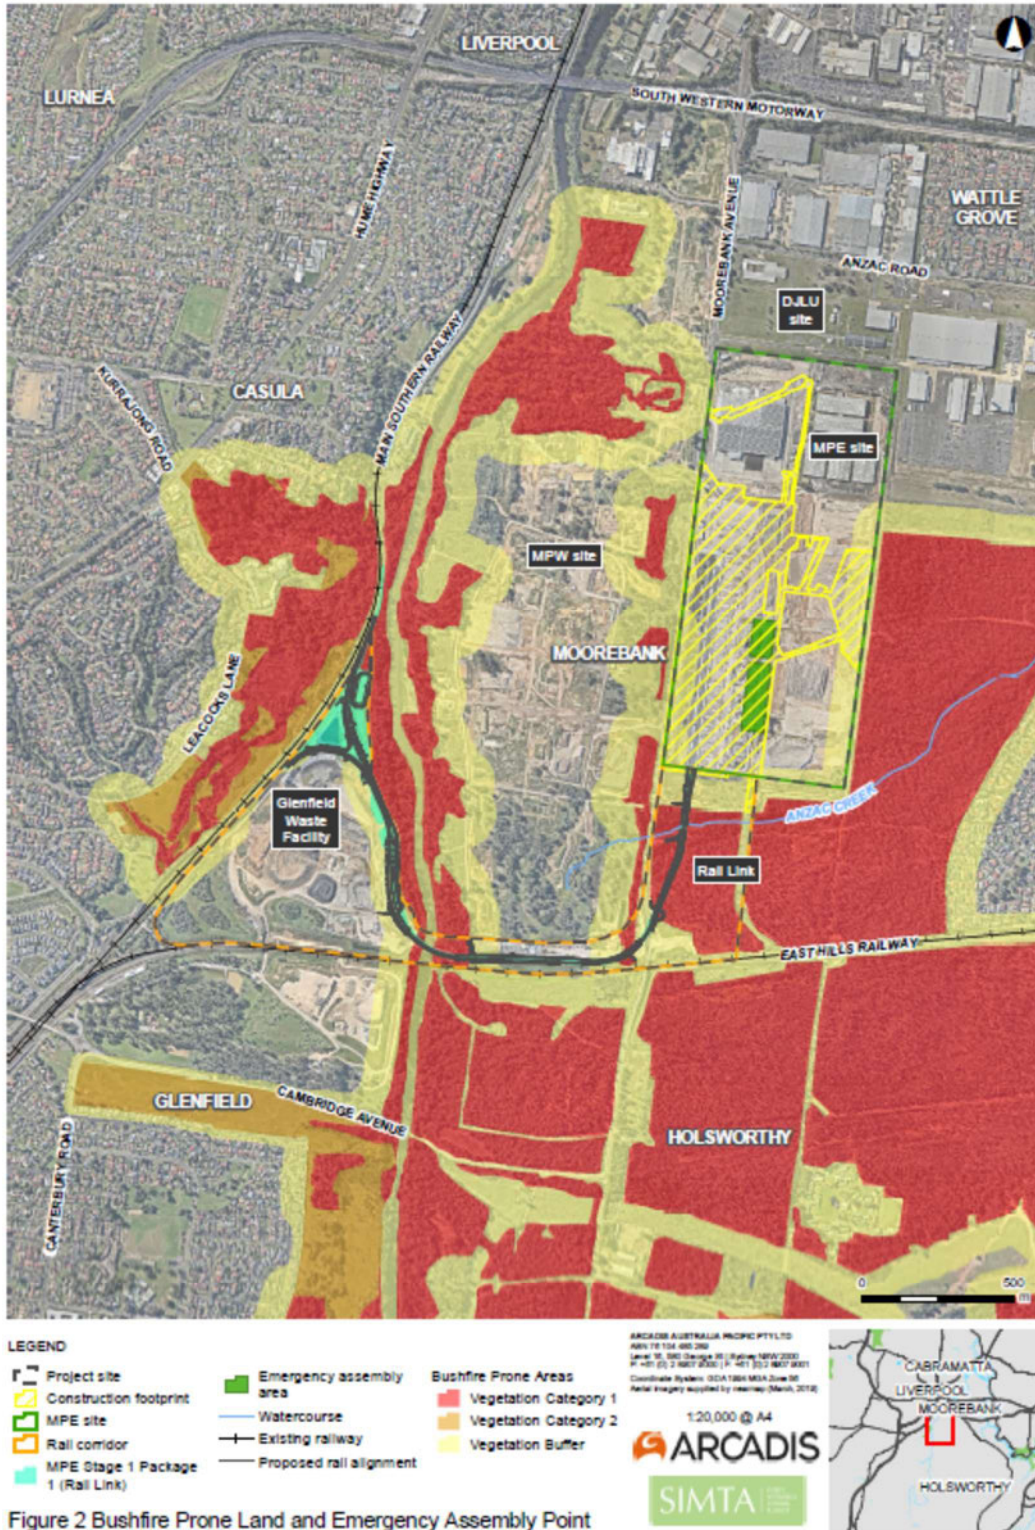 LIVERPOOL
LURNEA
SOUTH WESTERN MOTORWAY
HUME HIGHWAY
MOOREBANK AVENUE
WATTLE
GROVE
ANZAC ROAD
DJLU
site
MAIN SOUTHERN RAILWAY
KURRAJONG ROAD
CASULA
MPE site
MPW site
MOOREBANK
LEACOCKS LANE
Glenfield
Waste
Facility
ANZAC CREEK
Rail Link
EAST HILLS RAILWAY
GLENFIELD
CAMBRIDGE AVENUE
HOLSWORTHY
CANTERBURY ROAD
0 500
m
LEGEND
Project site
Construction footprint
MPE site
Rail corridor
MPE Stage 1 Package
1 (Rail Link)
Emergency assembly
area
Watercourse
Existing railway
Proposed rail alignment
Bushfire Prone Areas
Vegetation Category 1
Vegetation Category 2
Vegetation Buffer
ARCADIS AUSTRALIA PACIFIC PTY LTD
1:20,000 @ A4
ARCADIS
SIMTA
CABRAMATTA
LIVERPOOL
MOOREBANK
HOLSWORTHY
Figure 2 Bushfire Prone Land and Emergency Assembly Point